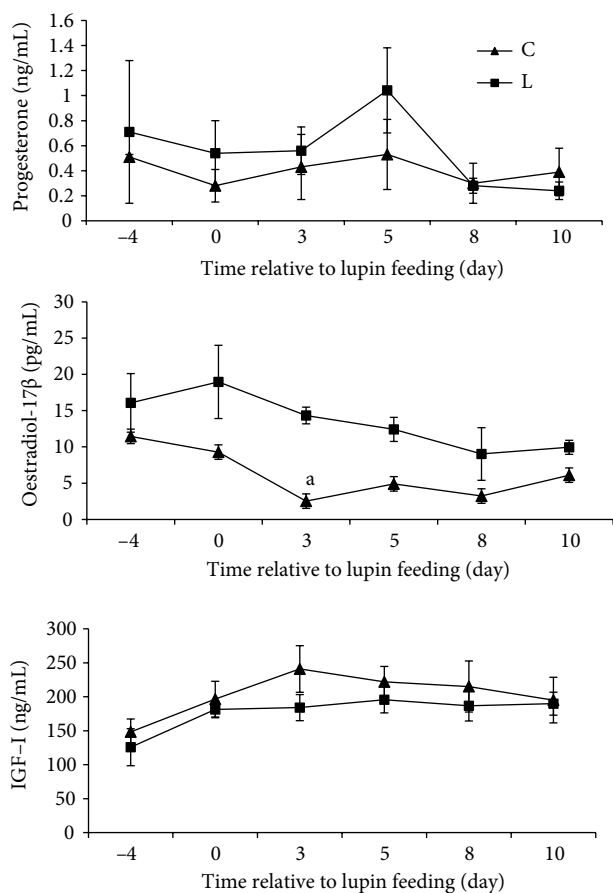 Progesterone (ng/mL)
1.6
1.4
1.2
1
0.8
0.6
0.4
0.2
0
C
L
−4 0 3 5 8 10
Time relative to lupin feeding (day)
Oestradiol-17β (pg/mL)
30
25
20
15
10
5
0
a
−4 0 3 5 8 10
Time relative to lupin feeding (day)
IGF–I (ng/mL)
300
250
200
150
100
50
0
−4 0 3 5 8 10
Time relative to lupin feeding (day)